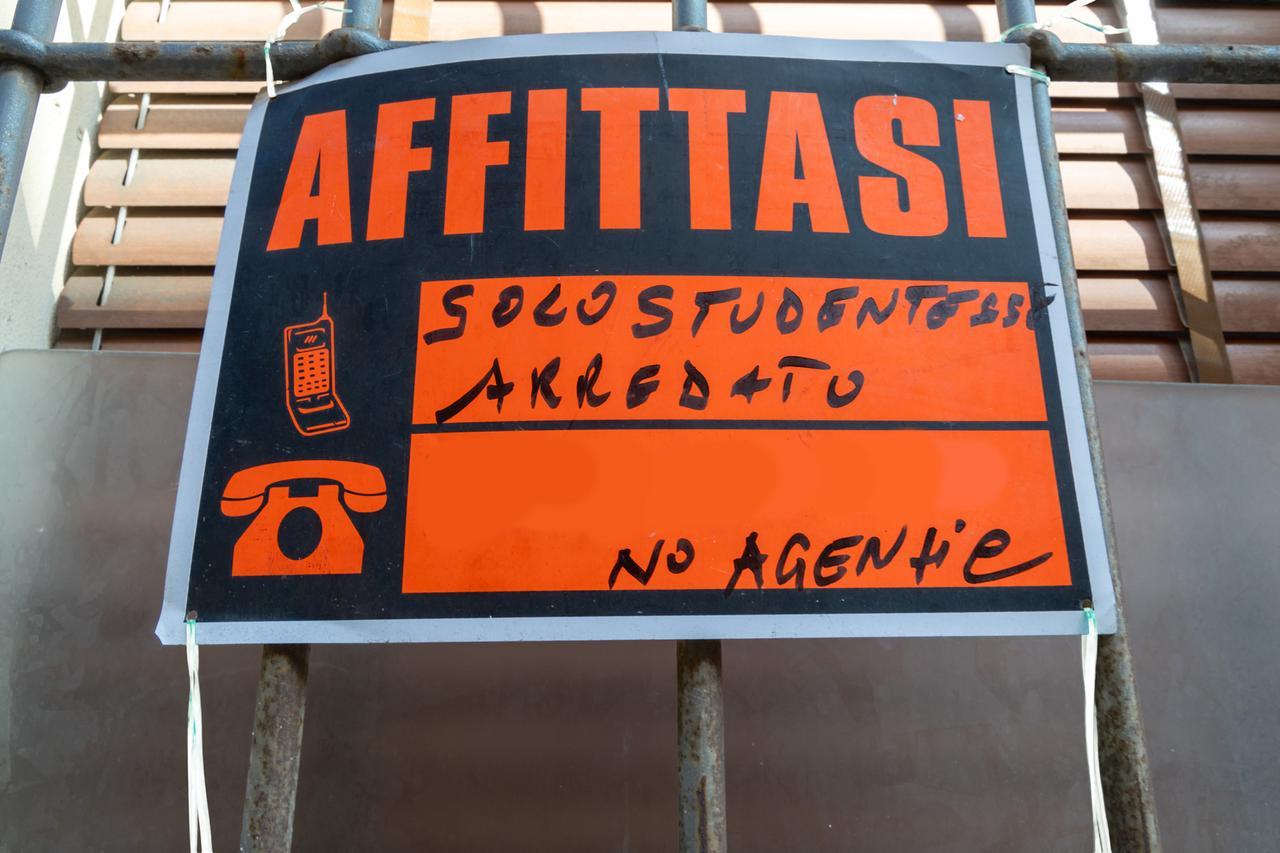 AFFITTASI
SOLO STUDENTESSE
ARREDATO
NO AGENZIE